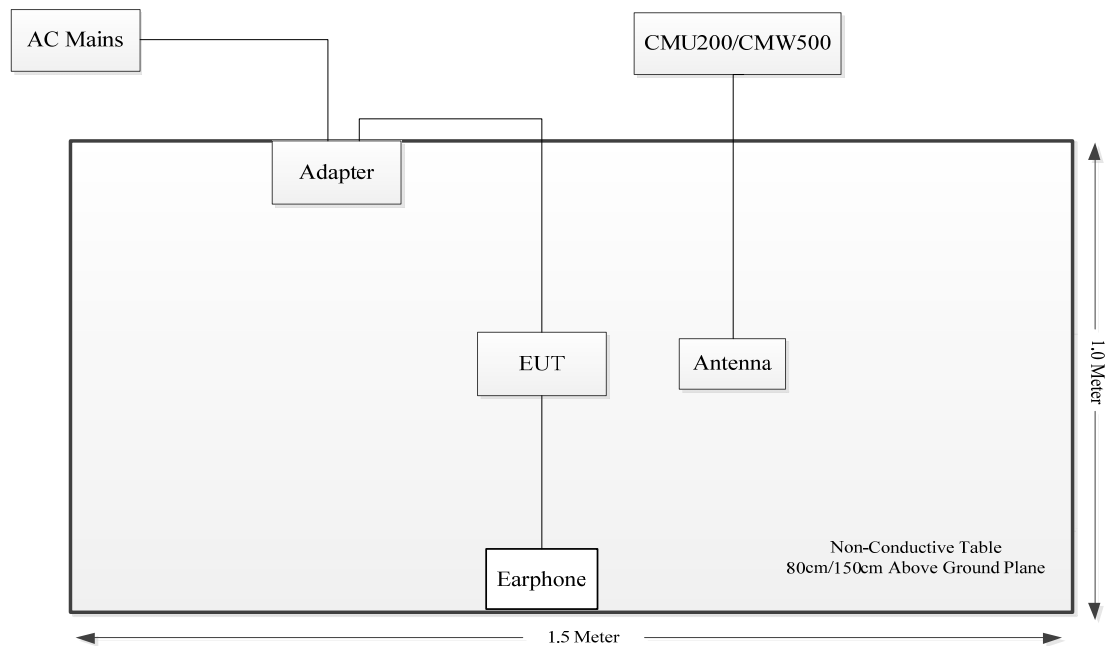 AC Mains
CMU200/CMW500
Adapter
EUT
Antenna
1.0 Meter
Non-Conductive Table
80cm/150cm Above Ground Plane
Earphone
1.5 Meter